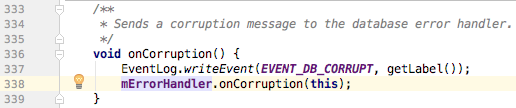 333 /**
334 * Sends a corruption message to the database error handler.
335 */
336 void onCorruption() {
337 EventLog.writeEvent(EVENT_DB_CORRUPT, getLabel());
338 mErrorHandler.onCorruption(this);
339 }